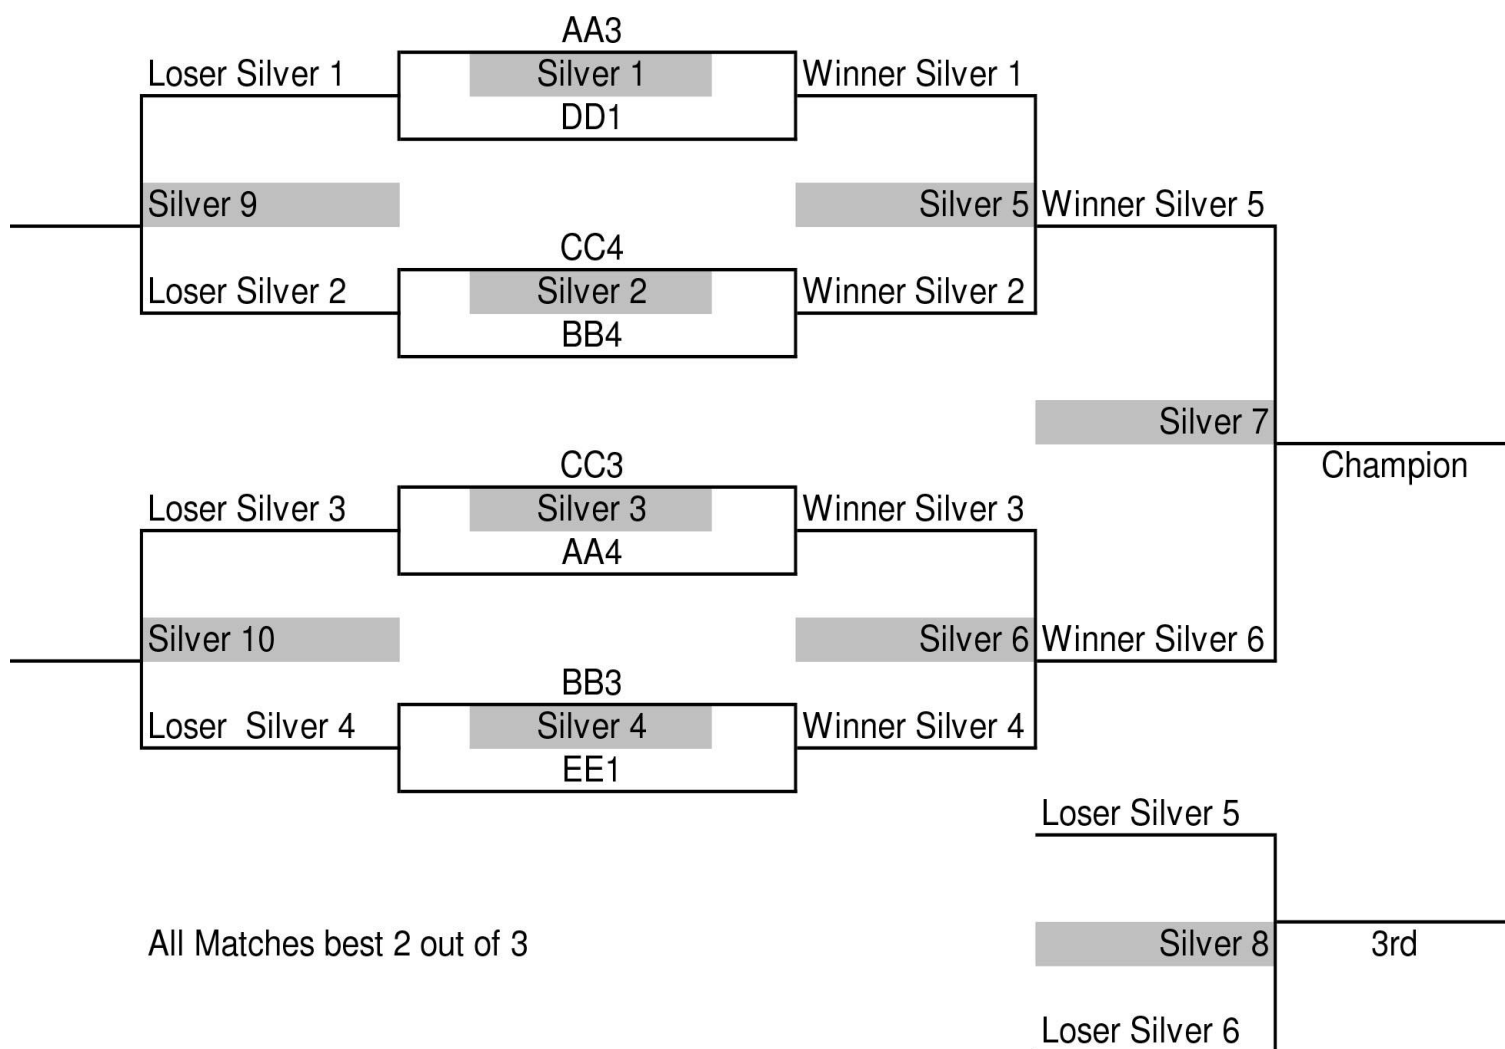 AA3
Loser Silver 1
Silver 1
Winner Silver 1
DD1
Silver 9
Silver 5
Winner Silver 5
CC4
Loser Silver 2
Silver 2
Winner Silver 2
BB4
Silver 7
Champion
CC3
Loser Silver 3
Silver 3
Winner Silver 3
AA4
Silver 10
Silver 6
Winner Silver 6
BB3
Loser  Silver 4
Silver 4
Winner Silver 4
EE1
Loser Silver 5
All Matches best 2 out of 3
Silver 8
3rd
Loser Silver 6